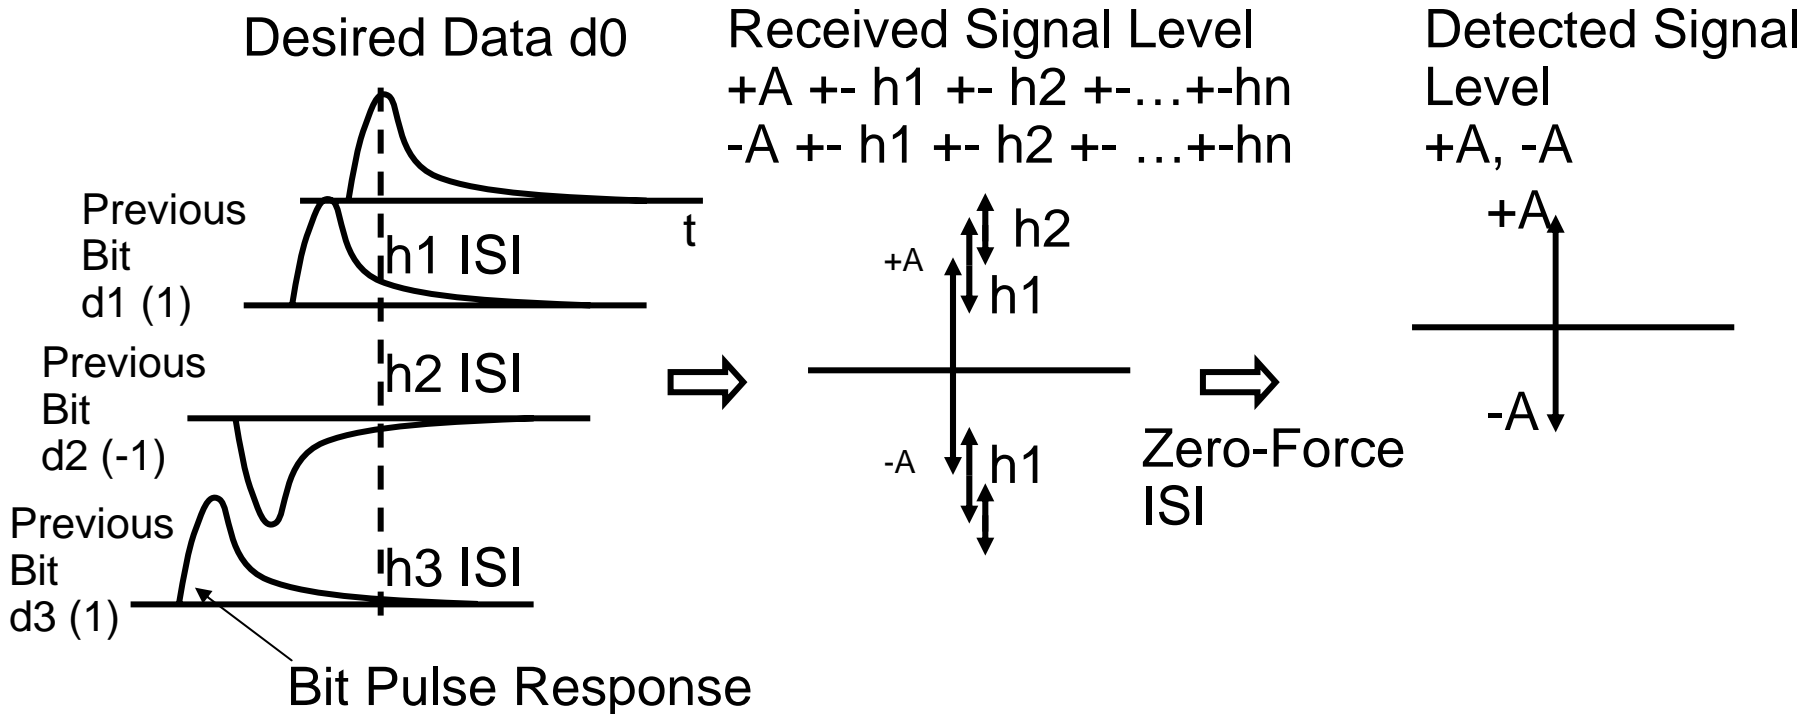 Desired Data d0
t
Previous
Bit
d1 (1)
h1 ISI
Previous
Bit
d2 (-1)
h2 ISI
Previous
Bit
d3 (1)
h3 ISI
Bit Pulse Response
Received Signal Level
+A +- h1 +- h2 +-...+-hn
-A +- h1 +- h2 +- ...+-hn
+A
h2
h1
-A
h1
Zero-Force
ISI
Detected Signal
Level
+A, -A
+A
-A